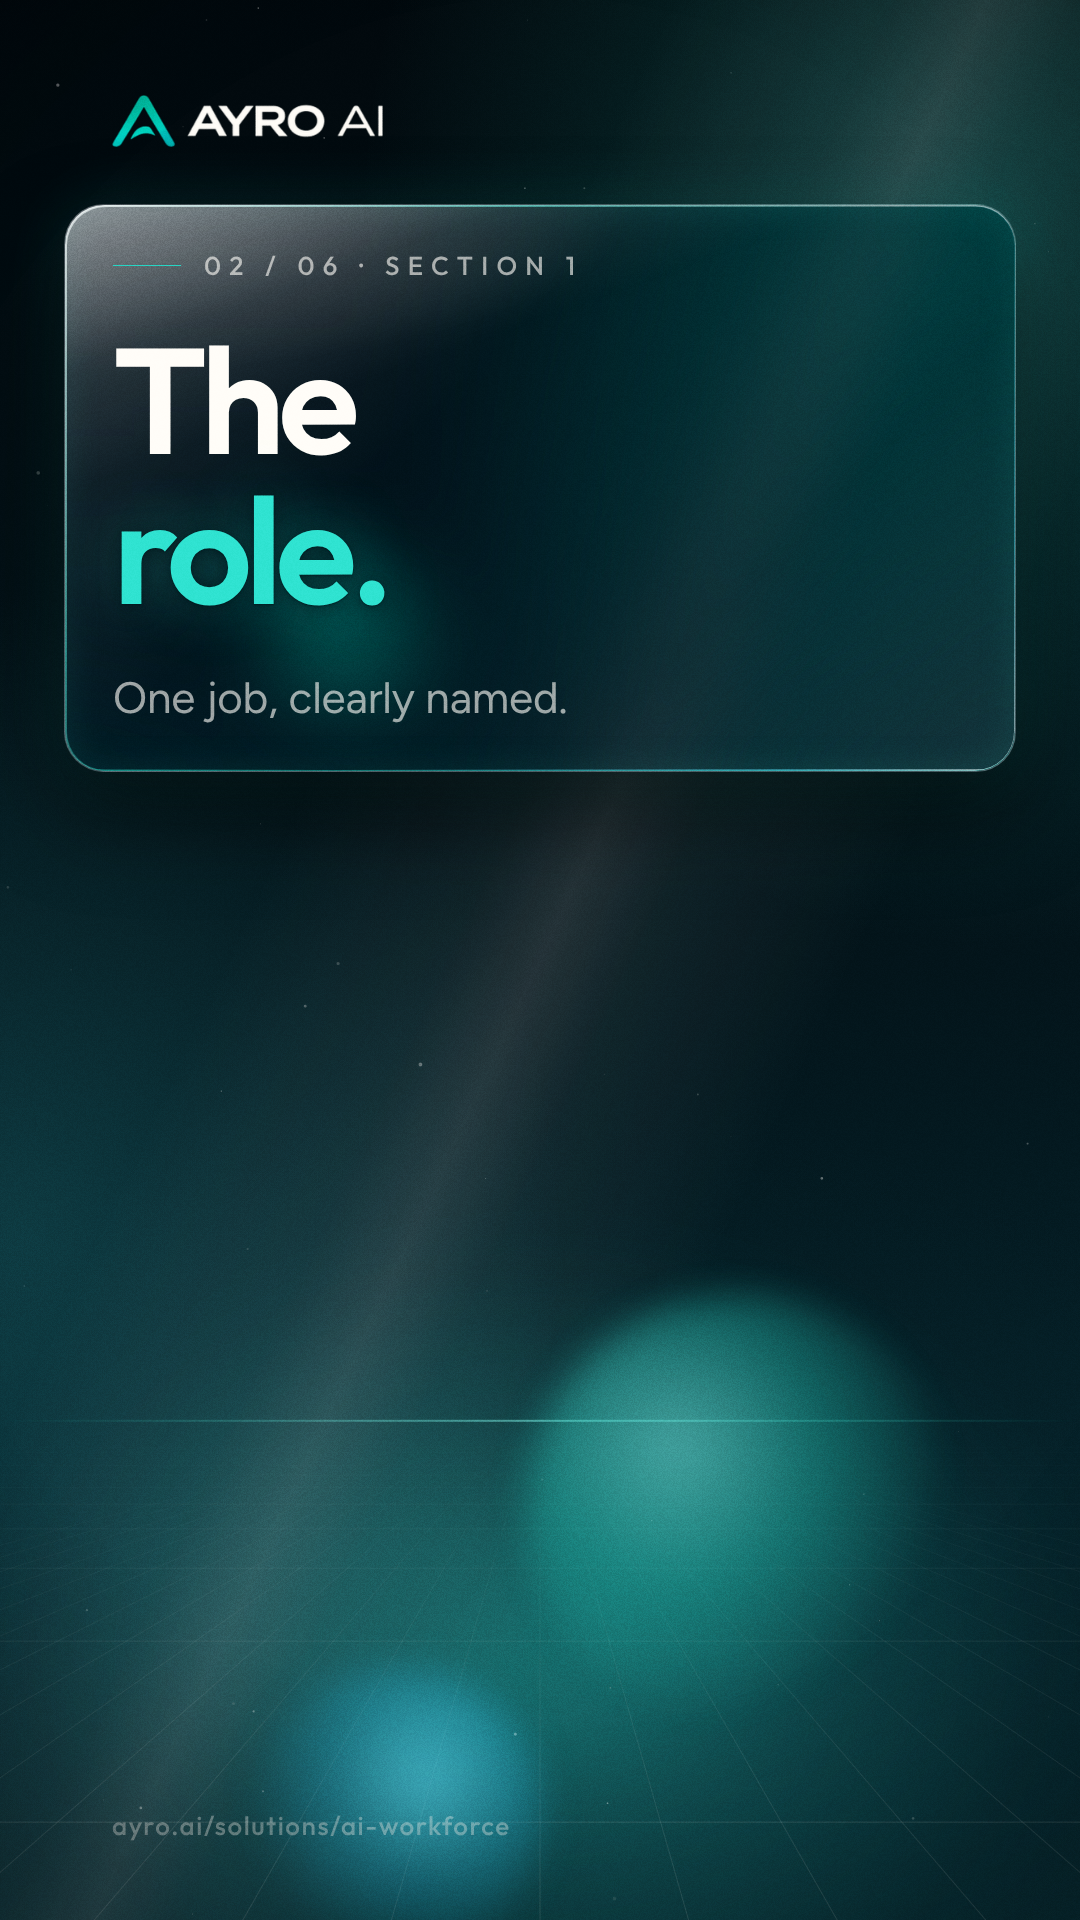 AYRO AI
02 / 06 · SECTION 1
The
role.
One job, clearly named.
ayro.ai/solutions/ai-workforce